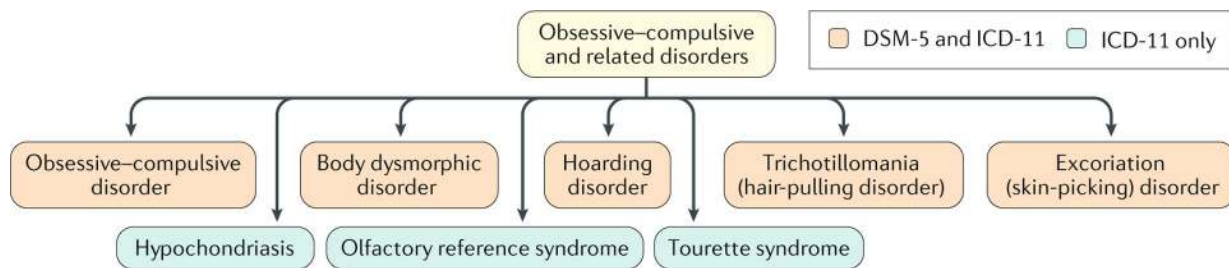 Obsessive–compulsive
and related disorders
DSM-5 and ICD-11
ICD-11 only
Obsessive–compulsive
disorder
Body dysmorphic
disorder
Hoarding
disorder
Trichotillomania
(hair-pulling disorder)
Excoriation
(skin-picking) disorder
Hypochondriasis
Olfactory reference syndrome
Tourette syndrome